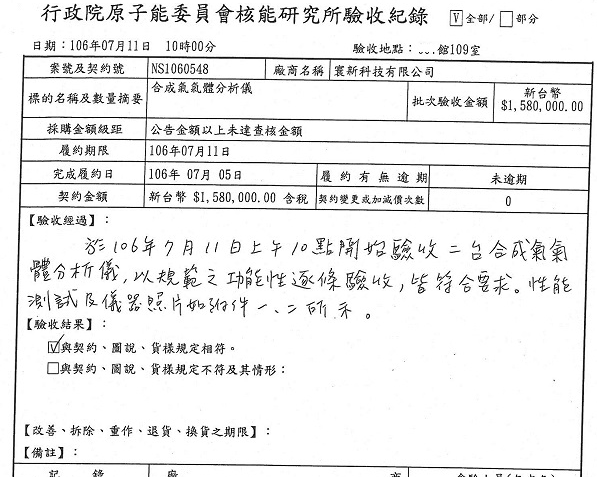 行政院原子能委員會核能研究所驗收紀錄 V全部/□部分
日期：106年07月11日 10時00分 驗收地點： 館109室
案號及契約號 NS1060548 廠商名稱 寰新科技有限公司
標的名稱及數量摘要 合成氣氣體分析儀 批次驗收金額 新台幣
$1,580,000.00
採購金額級距 公告金額以上未達查核金額
履約期限 106年07月11日
完成履約日 106年 07月 05日 履約有無逾期 未逾期
契約金額 新台幣 $1,580,000.00 含稅 契約變更或加減價次數 0
【驗收經過】：
於106年7月11日上午10點開始驗收二台合成氣氣
體分析儀，以規範之功能性逐條驗收，皆符合要求。性能
測試及儀器照片如附件一、二所示。
【驗收結果】：
☑與契約、圖說、貨樣規定相符。
□與契約、圖說、貨樣規定不符及其情形：
【改善、拆除、重作、退貨、換貨之期限】：
【備註】：
記 錄 廠 商